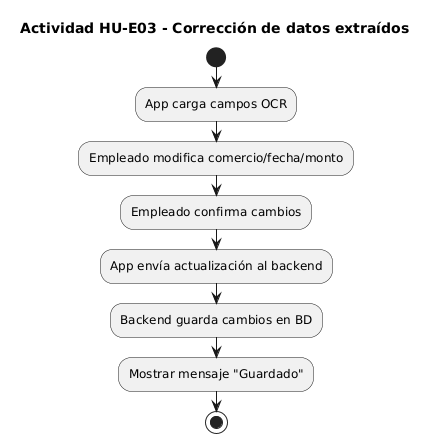 Actividad HU-E03 - Corrección de datos extraídos
App carga campos OCR
Empleado modifica comercio/fecha/monto
Empleado confirma cambios
App envía actualización al backend
Backend guarda cambios en BD
Mostrar mensaje "Guardado"